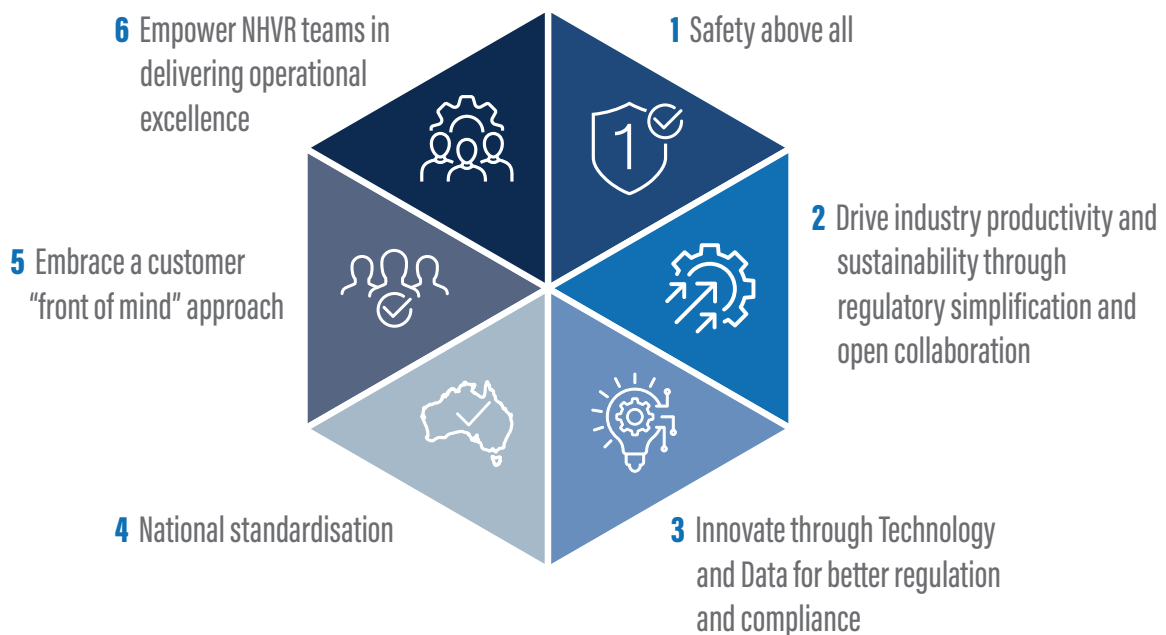 1 Safety above all
2 Drive industry productivity and
sustainability through
regulatory simplification and
open collaboration
3 Innovate through Technology
and Data for better regulation
and compliance
4 National standardisation
5 Embrace a customer
“front of mind” approach
6 Empower NHVR teams in
delivering operational
excellence
1